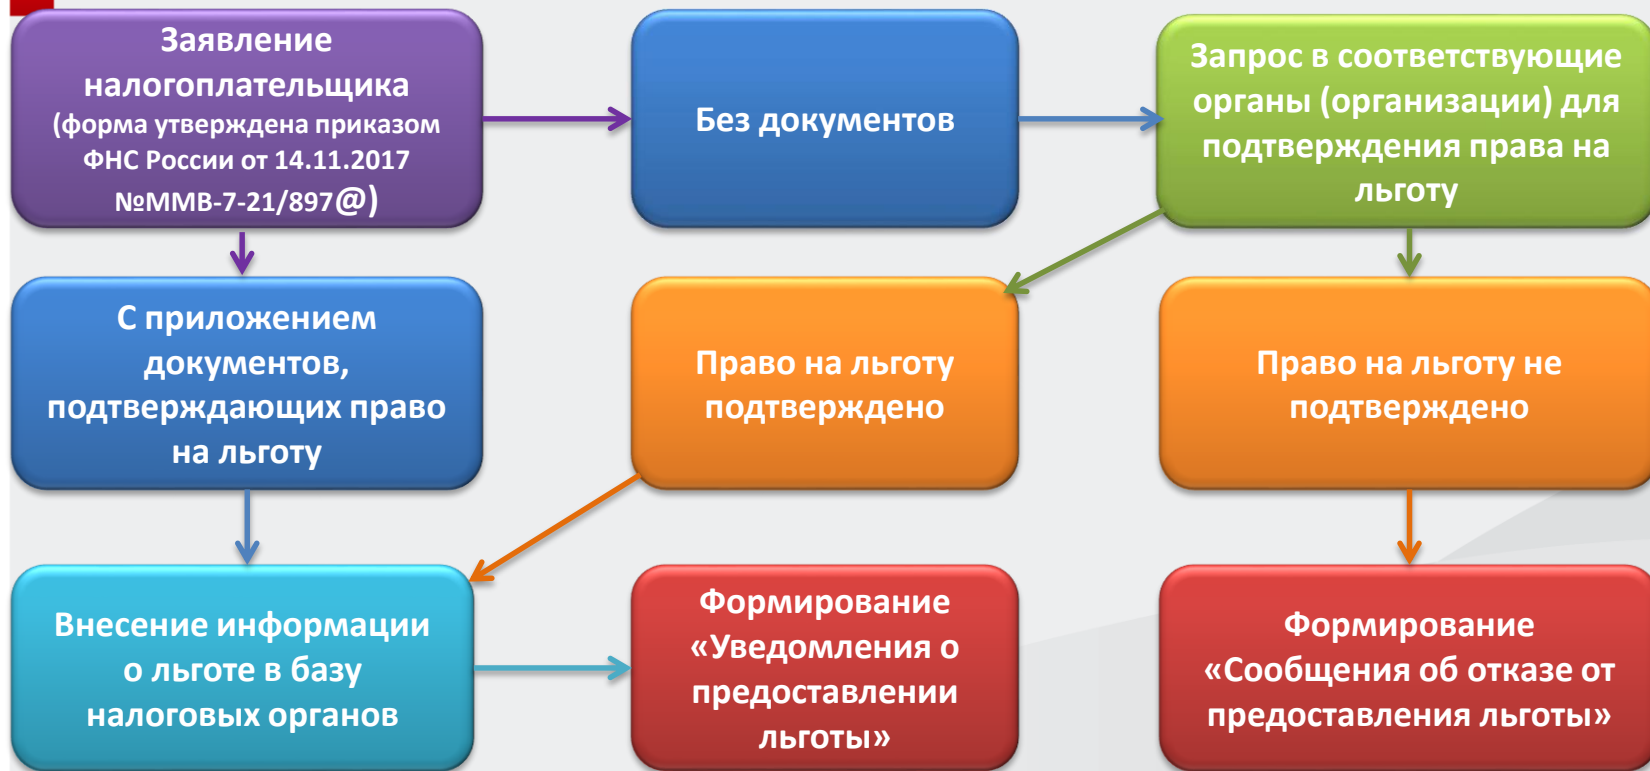 Заявление
налогоплательщика
(форма утверждена приказом
ФНС России от 14.11.2017
№ММВ-7-21/897@)
Без документов
Запрос в соответствующие
органы (организации) для
подтверждения права на
льготу
С приложением
документов,
подтверждающих право
на льготу
Право на льготу
подтверждено
Право на льготу не
подтверждено
Внесение информации
о льготе в базу
налоговых органов
Формирование
«Уведомления о
предоставлении
льготы»
Формирование
«Сообщения об отказе от
предоставления льготы»